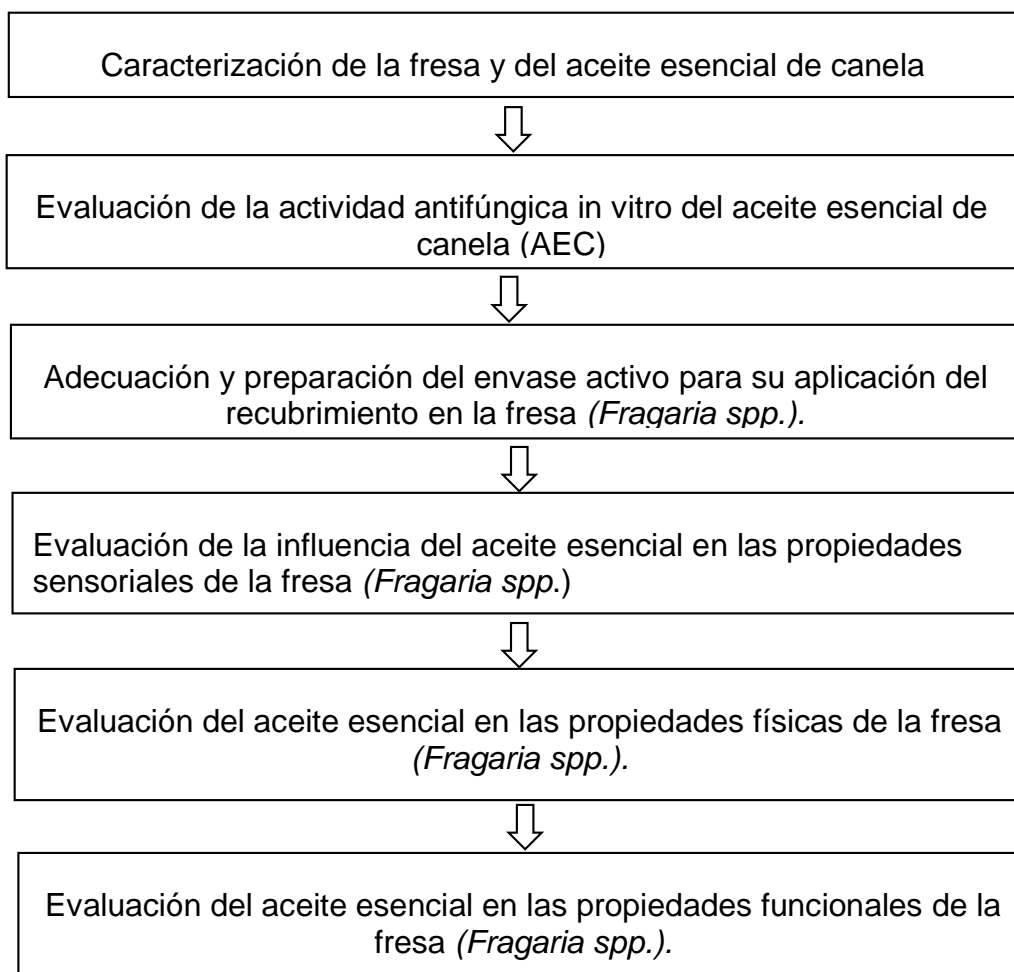 Caracterización de la fresa y del aceite esencial de canela
Evaluación de la actividad antifúngica in vitro del aceite esencial de
canela (AEC)
Adecuación y preparación del envase activo para su aplicación del
recubrimiento en la fresa (Fragaria spp.).
Evaluación de la influencia del aceite esencial en las propiedades
sensoriales de la fresa (Fragaria spp.)
Evaluación del aceite esencial en las propiedades físicas de la fresa
(Fragaria spp.).
Evaluación del aceite esencial en las propiedades funcionales de la
fresa (Fragaria spp.).